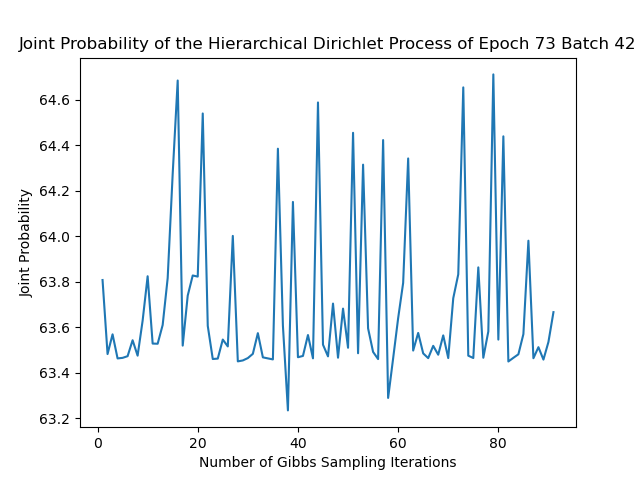 Joint Probability of the Hierarchical Dirichlet Process of Epoch 73 Batch 42
64.6
64.4
64.2
64.0
63.8
63.6
63.4
63.2
Joint Probability
0 20 40 60 80
Number of Gibbs Sampling Iterations